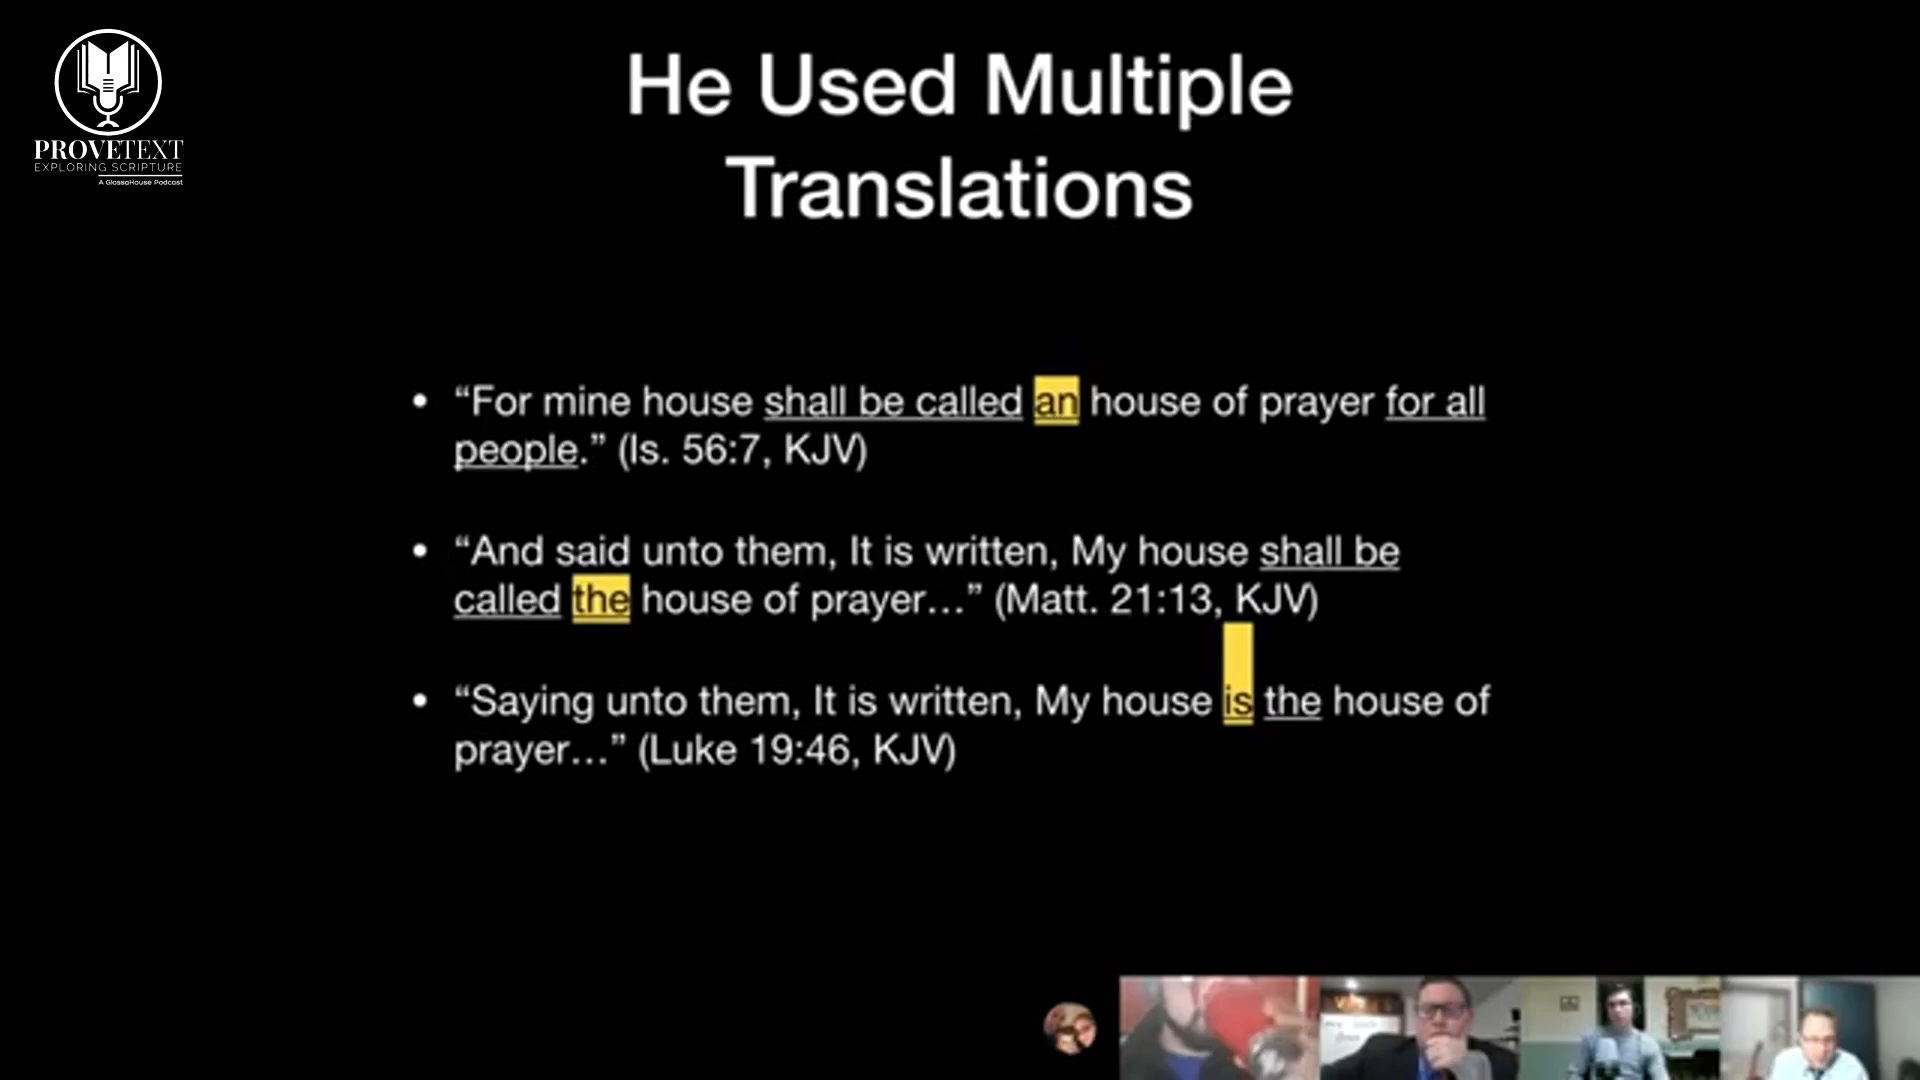 PROVETEXT
EXPLORING SCRIPTURE
A GlossaHouse Podcast
He Used Multiple
Translations
• “For mine house shall be called an house of prayer for all
people.” (Is. 56:7, KJV)
• “And said unto them, It is written, My house shall be
called the house of prayer…” (Matt. 21:13, KJV)
• “Saying unto them, It is written, My house is the house of
prayer…” (Luke 19:46, KJV)